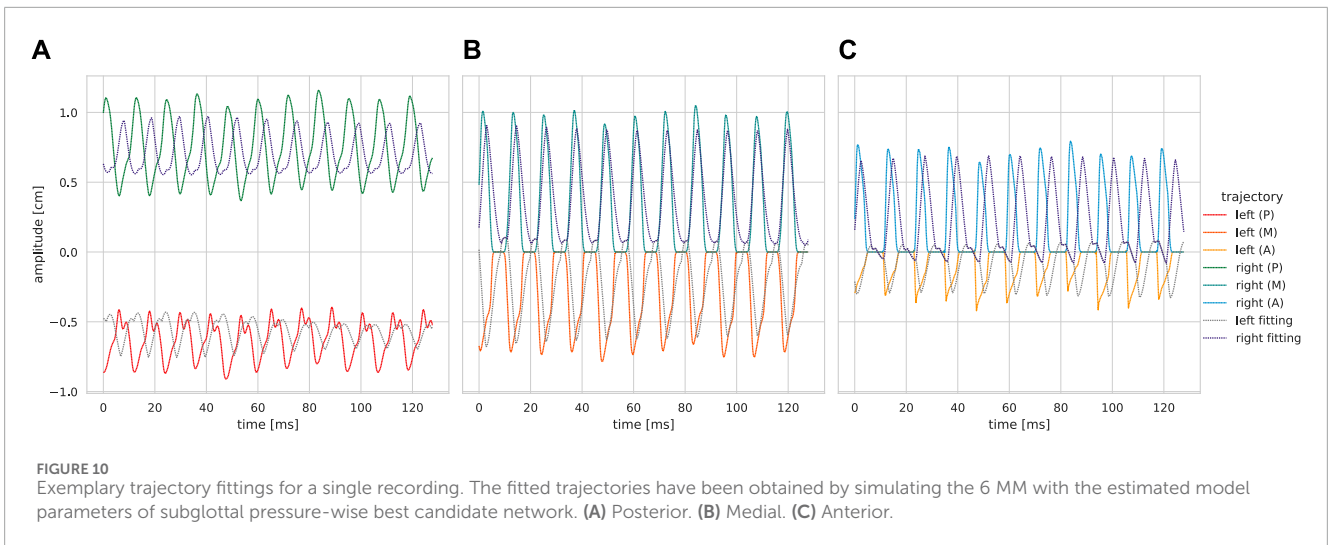 A
B
C
1.0
0.5
0.0
−0.5
−1.0
amplitude [cm]
0 20 40 60 80 100 120
0 20 40 60 80 100 120
0 20 40 60 80 100 120
time [ms]
time [ms]
time [ms]
trajectory
left (P)
left (M)
left (A)
right (P)
right (M)
right (A)
left fitting
right fitting
FIGURE 10
Exemplary trajectory fittings for a single recording. The fitted trajectories have been obtained by simulating the 6 MM with the estimated model
parameters of subglottal pressure-wise best candidate network. (A) Posterior. (B) Medial. (C) Anterior.